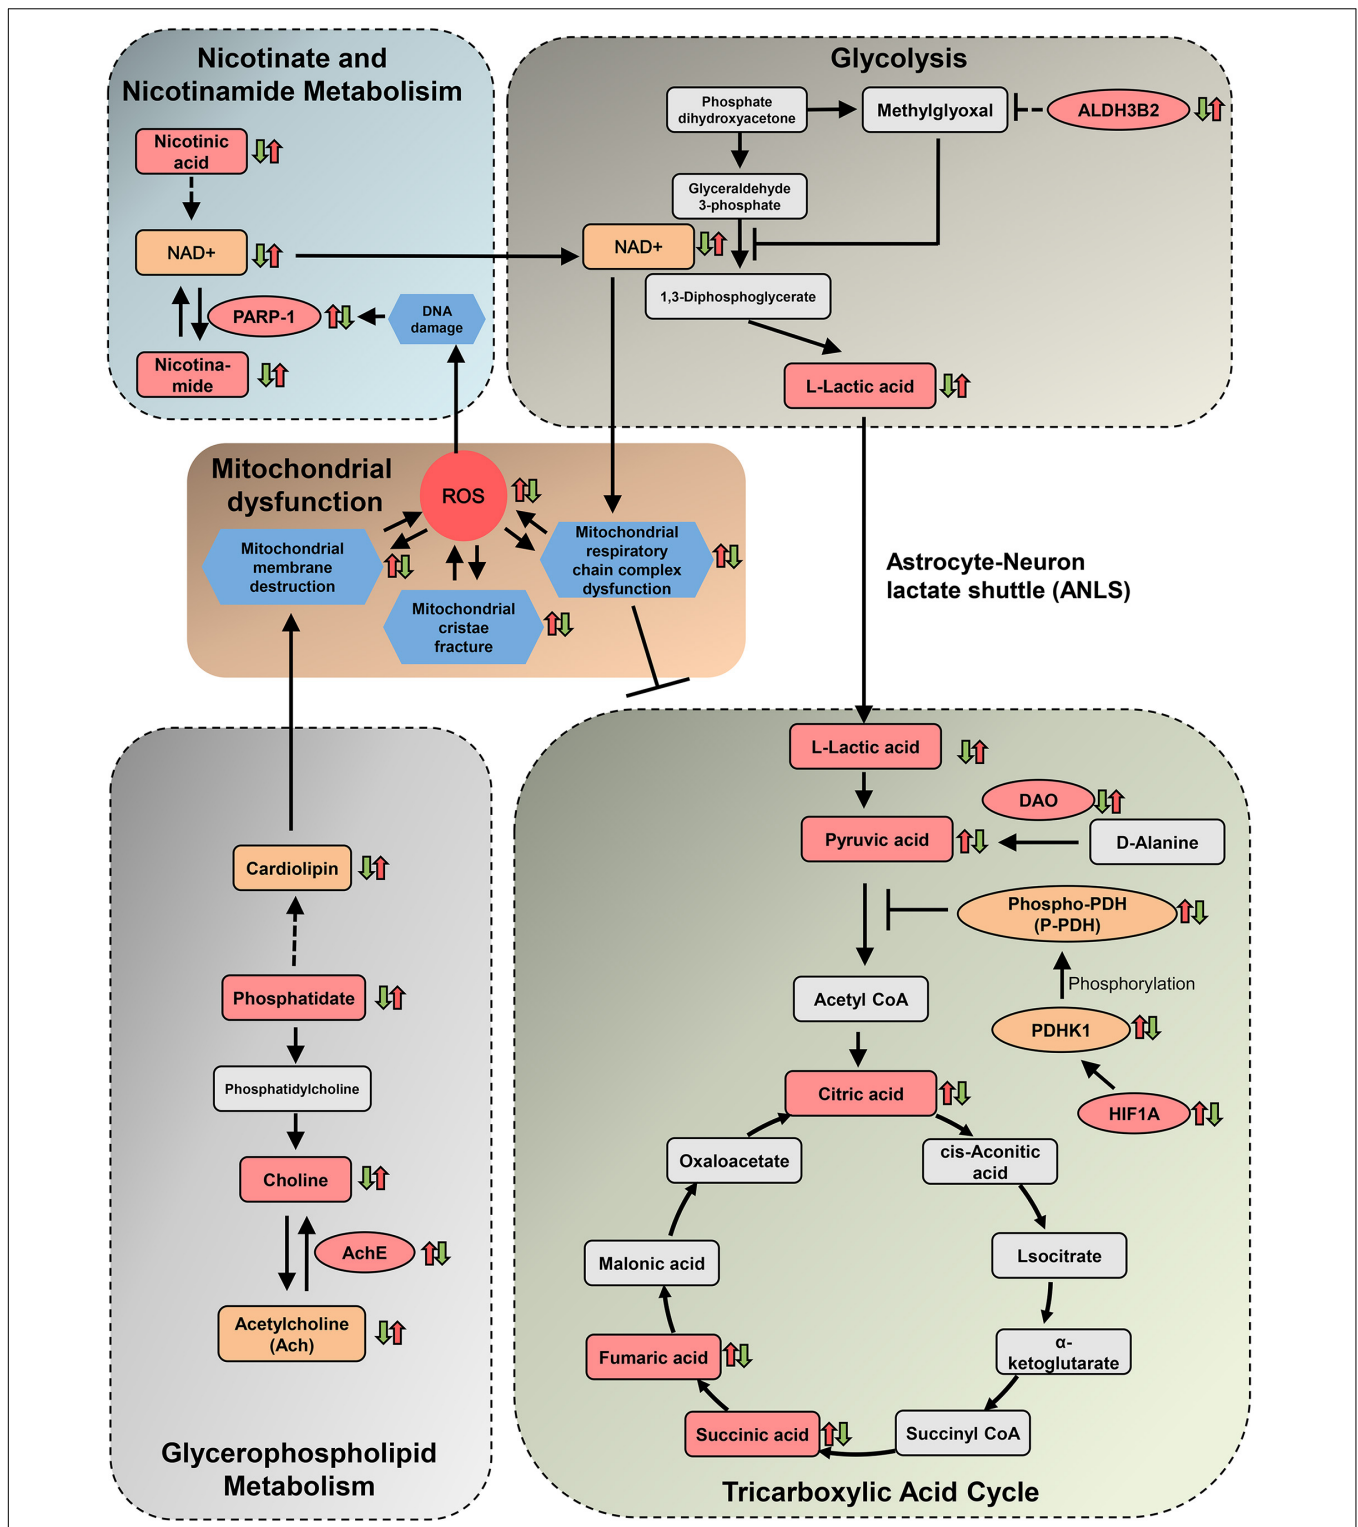 Nicotinate and
Nicotinamide Metabolisim
Nicotinic
acid
NAD+
PARP-1
DNA
damage
Nicotina-
mide
Glycolysis
Phosphate
dihydroxyacetone
Methylglyoxal
ALDH3B2
Glyceraldehyde
3-phosphate
NAD+
1,3-Diphosphoglycerate
L-Lactic acid
Mitochondrial
dysfunction
ROS
Mitochondrial
membrane
destruction
Mitochondrial
cristae
fracture
Mitochondrial
respiratory
chain complex
dysfunction
Astrocyte-Neuron
lactate shuttle (ANLS)
Cardiolipin
Phosphatidate
Phosphatidylcholine
Choline
AchE
Acetylcholine
(Ach)
Glycerophospholipid
Metabolism
L-Lactic acid
DAO
Pyruvic acid
D-Alanine
Phospho-PDH
(P-PDH)
Phosphorylation
Acetyl CoA
PDHK1
Citric acid
HIF1A
Oxaloacetate
cis-Aconitic
acid
Malonic acid
Lsocitrate
Fumaric acid
α-
ketoglutarate
Succinic acid
Succinyl CoA
Tricarboxylic Acid Cycle